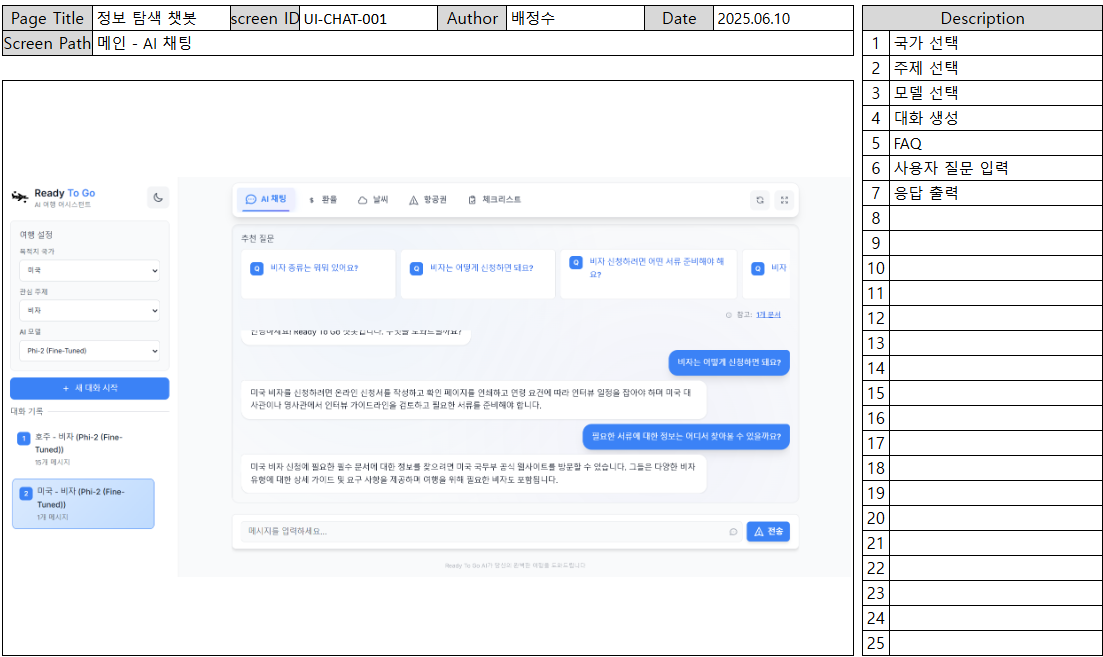 Page Title 정보 탐색 챗봇 screen ID UI-CHAT-001 Author 배정수 Date 2025.06.10
Screen Path 메인 - AI 채팅
Ready To Go
AI 여행 어시스턴트
여행 설정
목적지 국가
미국
관심 주제
비자
AI 모델
Phi-2 (Fine-Tuned)
+ 새 대화 시작
대화 기록
1 호주 - 비자 (Phi-2 (Fine-
Tuned))
15개 메시지
2 미국 - 비자 (Phi-2 (Fine-
Tuned))
1개 메시지
AI 채팅 $ 환율 날씨 항공권 체크리스트
추천 질문
Q 비자 종류는 뭐뭐 있어요?
Q 비자는 어떻게 신청하면 돼요?
Q 비자 신청하려면 어떤 서류 준비해야 해
요?
Q 비자
참고: 1개 문서
안녕하세요! Ready To Go 챗봇입니다. 무엇을 도와드릴까요?
비자는 어떻게 신청하면 돼요?
미국 비자를 신청하려면 온라인 신청서를 작성하고 확인 페이지를 인쇄하고 연령 요건에 따라 인터뷰 일정을 잡아야 하며 미국 대
사관이나 영사관에서 인터뷰 가이드라인을 검토하고 필요한 서류를 준비해야 합니다.
필요한 서류에 대한 정보는 어디서 찾아볼 수 있을까요?
미국 비자 신청에 필요한 필수 문서에 대한 정보를 찾으려면 미국 국무부 공식 웹사이트를 방문할 수 있습니다. 그들은 다양한 비자
유형에 대한 상세 가이드 및 요구 사항을 제공하며 여행을 위해 필요한 비자도 포함됩니다.
메시지를 입력하세요...
전송
Ready To Go AI가 당신의 완벽한 여행을 도와드립니다
Description
1 국가 선택
2 주제 선택
3 모델 선택
4 대화 생성
5 FAQ
6 사용자 질문 입력
7 응답 출력
8
9
10
11
12
13
14
15
16
17
18
19
20
21
22
23
24
25